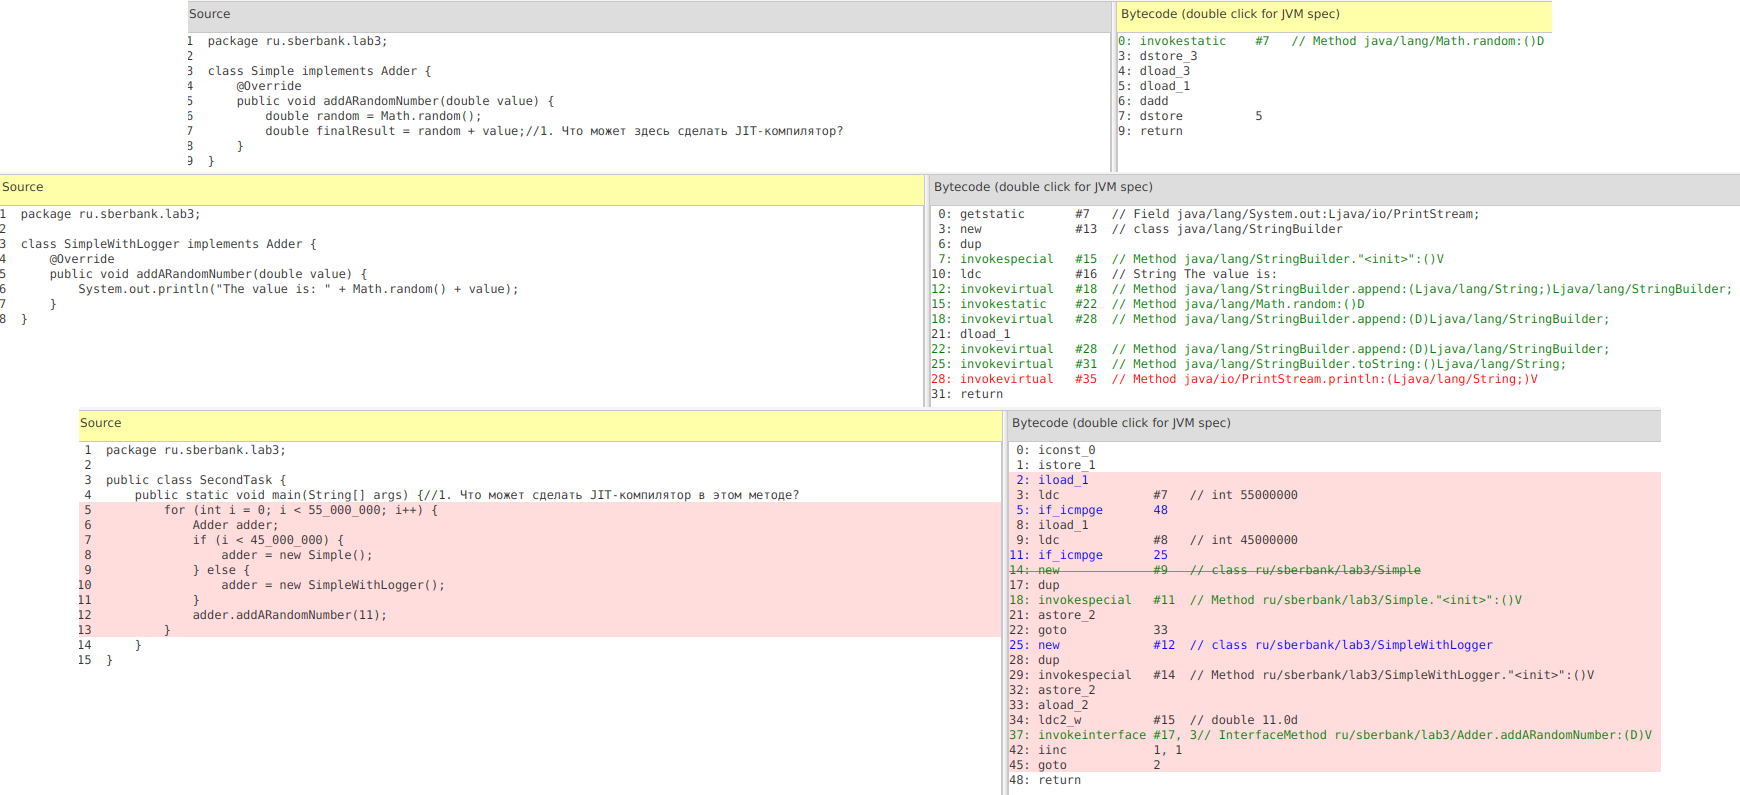 Source
1 package ru.sberbank.lab3;
2
3 class Simple implements Adder {
4 @Override
5 public void addARandomNumber(double value) {
6 double random = Math.random();
7 double finalResult = random + value;//1. Что может здесь сделать JIT-компилятор?
8 }
9 }
Bytecode (double click for JVM spec)
0: invokestatic #7 // Method java/lang/Math.random:()D
3: dstore_3
4: dload_3
5: dload_1
6: dadd
7: dstore 5
9: return
Source
1 package ru.sberbank.lab3;
2
3 class SimpleWithLogger implements Adder {
4 @Override
5 public void addARandomNumber(double value) {
6 System.out.println("The value is: " + Math.random() + value);
7 }
8 }
Bytecode (double click for JVM spec)
0: getstatic #7 // Field java/lang/System.out:Ljava/io/PrintStream;
3: new #13 // class java/lang/StringBuilder
6: dup
7: invokespecial #15 // Method java/lang/StringBuilder."<init>":()V
10: ldc #16 // String The value is:
12: invokevirtual #18 // Method java/lang/StringBuilder.append:(Ljava/lang/String;)Ljava/lang/StringBuilder;
15: invokestatic #22 // Method java/lang/Math.random:()D
18: invokevirtual #28 // Method java/lang/StringBuilder.append:(D)Ljava/lang/StringBuilder;
21: dload_1
22: invokevirtual #28 // Method java/lang/StringBuilder.append:(D)Ljava/lang/StringBuilder;
25: invokevirtual #31 // Method java/lang/StringBuilder.toString:()Ljava/lang/String;
28: invokevirtual #35 // Method java/io/PrintStream.println:(Ljava/lang/String;)V
31: return
Source
1 package ru.sberbank.lab3;
2
3 public class SecondTask {
4 public static void main(String[] args) {//1. Что может сделать JIT-компилятор в этом методе?
5 for (int i = 0; i < 55_000_000; i++) {
6 Adder adder;
7 if (i < 45_000_000) {
8 adder = new Simple();
9 } else {
10 adder = new SimpleWithLogger();
11 }
12 adder.addARandomNumber(11);
13 }
14 }
15 }
Bytecode (double click for JVM spec)
0: iconst_0
1: istore_1
2: iload_1
3: ldc #7 // int 55000000
5: if_icmpge 48
8: iload_1
9: ldc #8 // int 45000000
11: if_icmpge 25
14: new #9 // class ru/sberbank/lab3/Simple
17: dup
18: invokespecial #11 // Method ru/sberbank/lab3/Simple."<init>":()V
21: astore_2
22: goto 33
25: new #12 // class ru/sberbank/lab3/SimpleWithLogger
28: dup
29: invokespecial #14 // Method ru/sberbank/lab3/SimpleWithLogger."<init>":()V
32: astore_2
33: aload_2
34: ldc2_w #15 // double 11.0d
37: invokeinterface #17, 3// InterfaceMethod ru/sberbank/lab3/Adder.addARandomNumber:(D)V
42: iinc 1, 1
45: goto 2
48: return